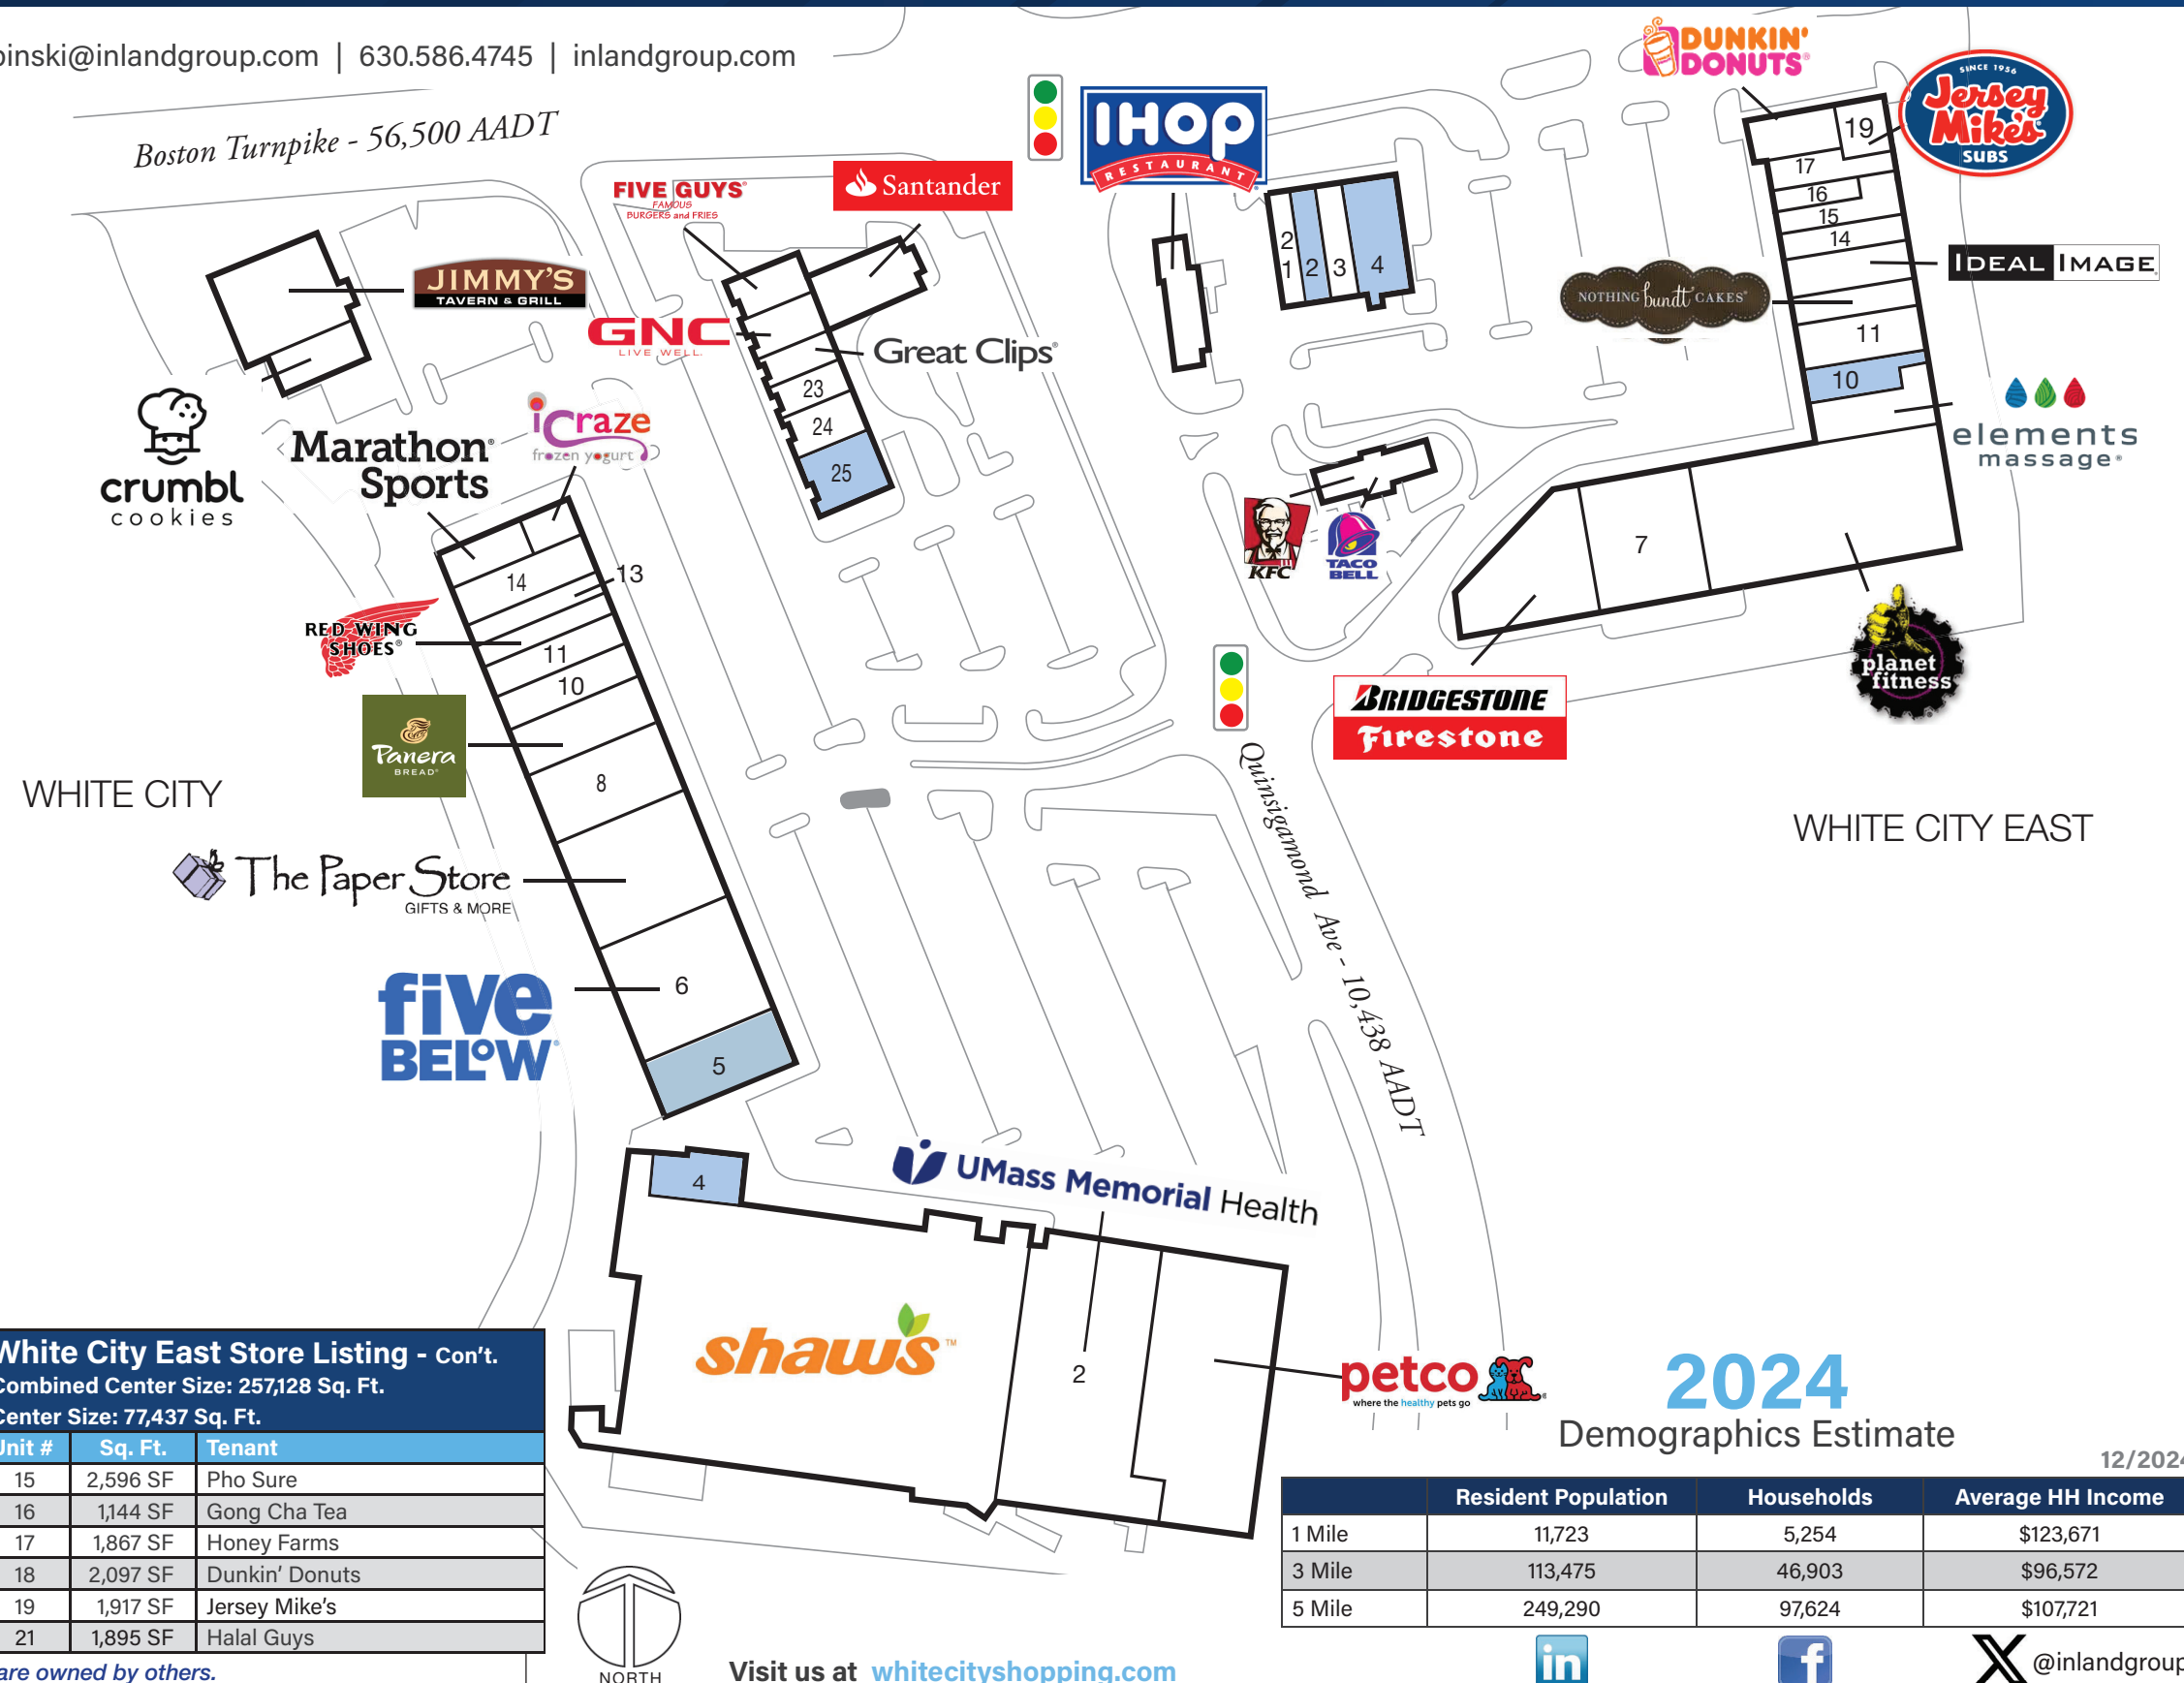 pinski@inlandgroup.com | 630.586.4745 | inlandgroup.com
Boston Turnpike - 56,500 AADT
DUNKIN'
DONUTS®
SINCE 1956
Jersey
Mike's
SUBS
IHOP
RESTAURANT
FIVE GUYS®
FAMOUS
BURGERS and FRIES
Santander
JIMMY'S
TAVERN & GRILL
GNC
LIVE WELL.
Great Clips®
23
24
25
2
1
2
3
4
19
17
16
15
14
IDEAL IMAGE
NOTHING bundt CAKES®
11
10
elements
massage®
crumbl
cookies
Marathon®
Sports
iCraze
frozen yogurt
14
13
RED WING
SHOES®
11
10
Panera
BREAD®
8
KFC
TACO
BELL
7
BRIDGESTONE
Firestone
planet
fitness®
WHITE CITY
WHITE CITY EAST
Quinsigamond Ave - 10,438 AADT
The Paper Store
GIFTS & MORE
five
BELOW®
6
5
4
UMass Memorial Health
shaw's™
2
petco
where the healthy pets go
White City East Store Listing - Con't.
Combined Center Size: 257,128 Sq. Ft.
Center Size: 77,437 Sq. Ft.
Unit # Sq. Ft. Tenant
15 2,596 SF Pho Sure
16 1,144 SF Gong Cha Tea
17 1,867 SF Honey Farms
18 2,097 SF Dunkin' Donuts
19 1,917 SF Jersey Mike's
21 1,895 SF Halal Guys
are owned by others.
NORTH
Visit us at whitecityshopping.com
2024
Demographics Estimate
12/2024
Resident Population Households Average HH Income
1 Mile 11,723 5,254 $123,671
3 Mile 113,475 46,903 $96,572
5 Mile 249,290 97,624 $107,721
in
f
X @inlandgroup